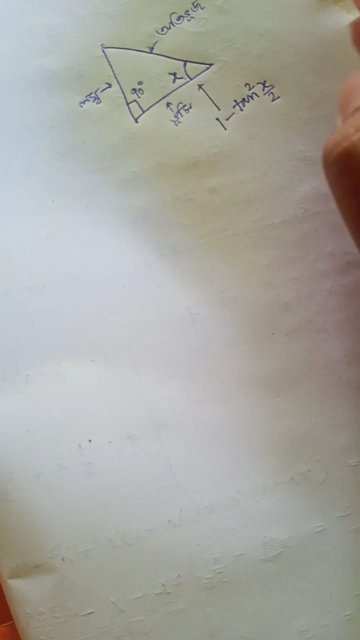 অতিভুজ
লম্ব
90°
x
ভূমি
1 - tan² x/2